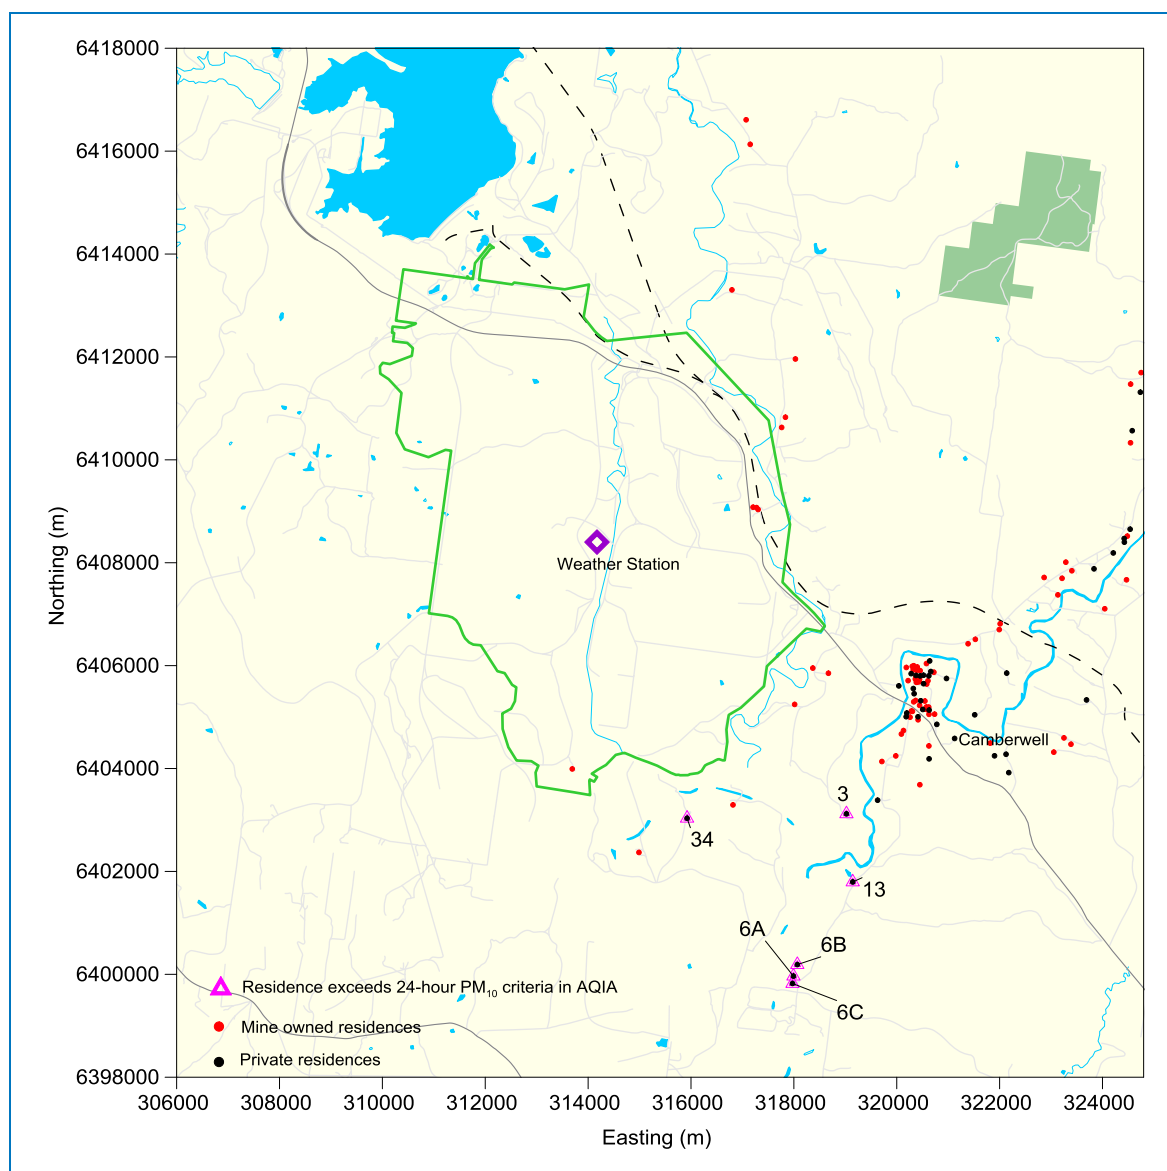 6418000
6416000
6414000
6412000
6410000
6408000
6406000
6404000
6402000
6400000
6398000
Northing (m)
Weather Station
Camberwell
3
34
13
6A
6B
6C
Residence exceeds 24-hour PM10 criteria in AQIA
Mine owned residences
Private residences
306000 308000 310000 312000 314000 316000 318000 320000 322000 324000
Easting (m)